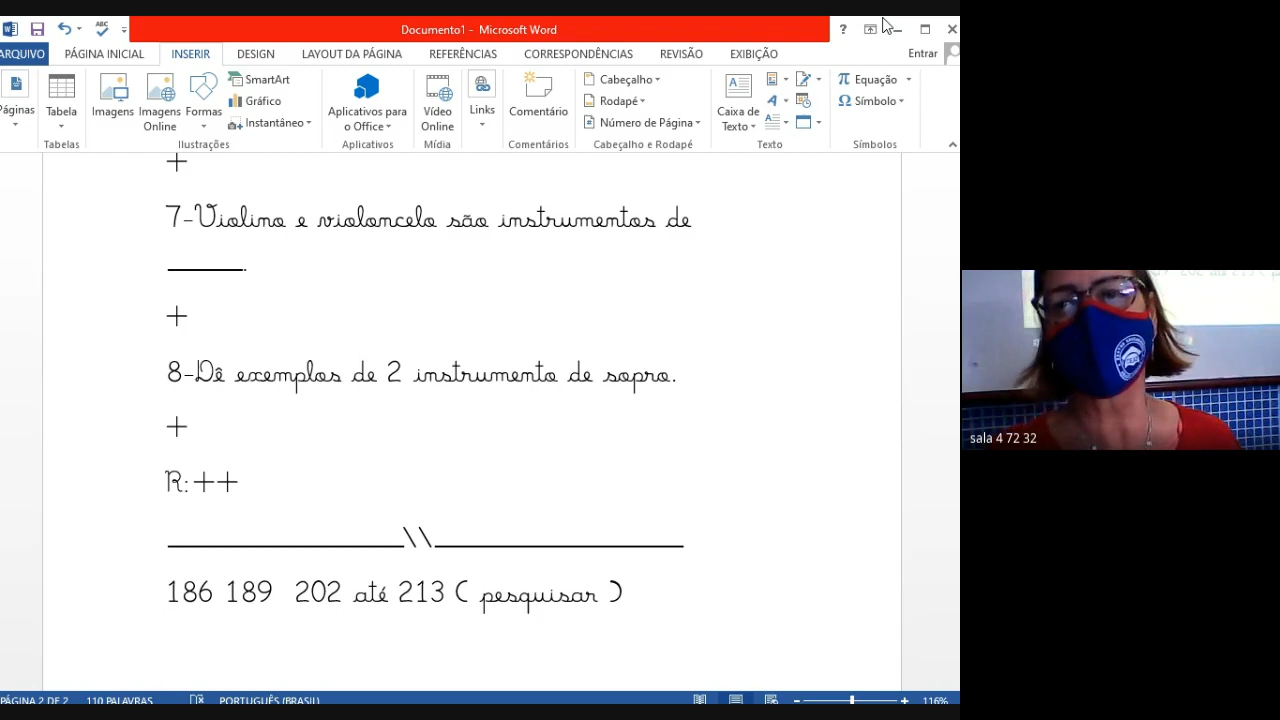 Documento1 - Microsoft Word
?
ABC
ARQUIVO PÁGINA INICIAL INSERIR DESIGN LAYOUT DA PÁGINA REFERÊNCIAS CORRESPONDÊNCIAS REVISÃO EXIBIÇÃO Entrar
Páginas
Tabela
Imagens
Imagens Online
Formas
SmartArt
Gráfico
Instantâneo
Aplicativos para o Office
Vídeo Online
Links
Comentário
Cabeçalho
Rodapé
Número de Página
Caixa de Texto
π Equação
Ω Símbolo
Tabelas Ilustrações Aplicativos Mídia Comentários Cabeçalho e Rodapé Texto Símbolos
+
7-Violino e violoncelo são instrumentos de
______.
+
8-Dê exemplos de 2 instrumento de sopro.
+
R:++
__________________\\___________________
186 189 202 até 213 ( pesquisar )
sala 4 72 32
PÁGINA 2 DE 2 110 PALAVRAS PORTUGUÊS (BRASIL) 116%